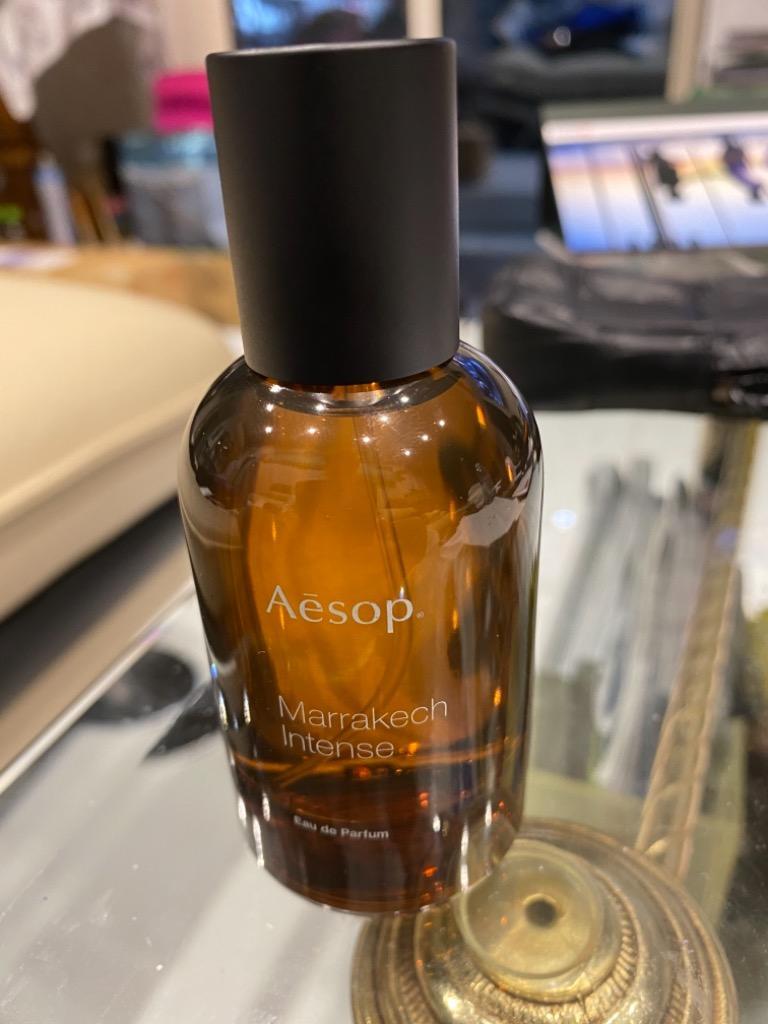 Aēsop®
Marrakech
Intense
Eau de Parfum